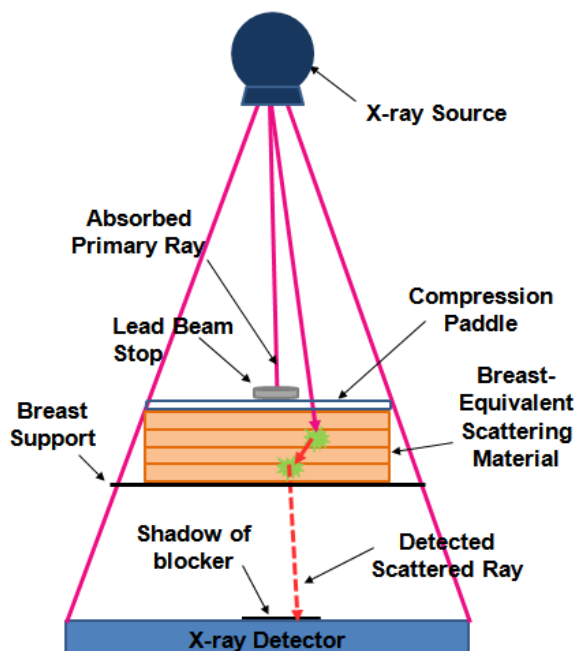 X-ray Source
Absorbed
Primary Ray
Lead Beam
Stop
Compression
Paddle
Breast
Support
Breast-
Equivalent
Scattering
Material
Shadow of
blocker
Detected
Scattered Ray
X-ray Detector